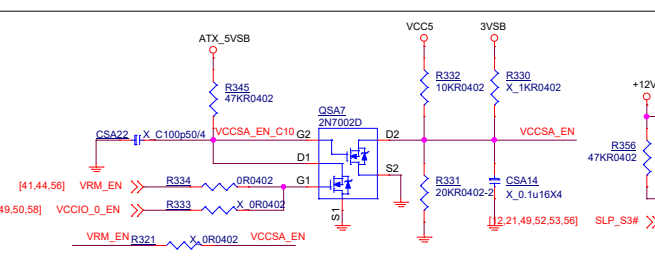 ATX_5VSB
VCC5
3VSB
+12V
R345
47KR0402
R332
10KR0402
R330
X_1KR0402
QSA7
2N7002D
CSA22
X_C100p50/4
VCCSA_EN_C10
G2
D2
VCCSA_EN
R356
47KR0402
D1
S2
[41,44,56]
VRM_EN
R334
0R0402
G1
R331
20KR0402-2
CSA14
X_0.1u16X4
49,50,58]
VCCIO_0_EN
R333
X_0R0402
S1
[12,21,49,52,53,56]
SLP_S3#
VRM_EN
R321
X_0R0402
VCCSA_EN